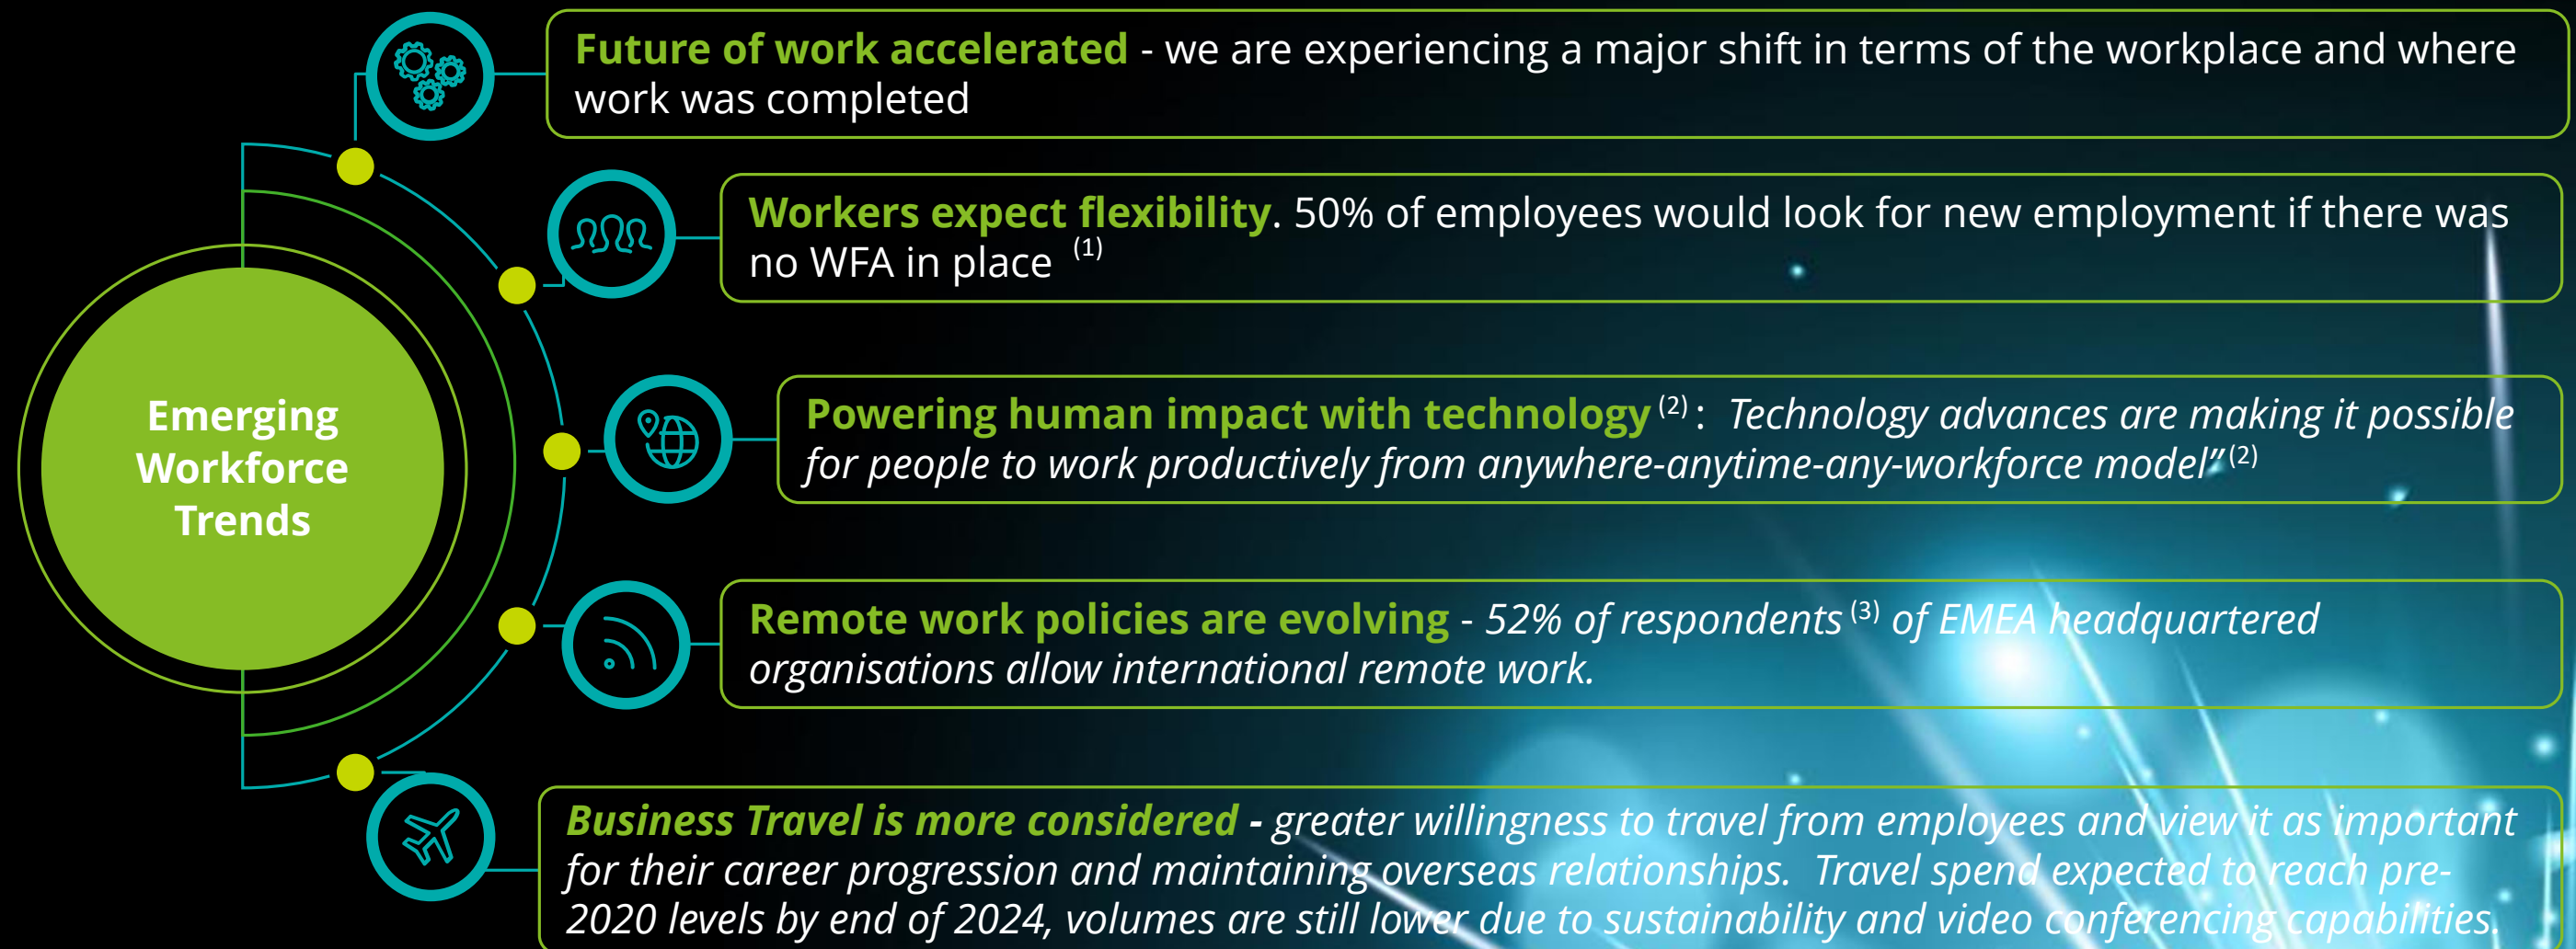 Future of work accelerated - we are experiencing a major shift in terms of the workplace and where
work was completed
Workers expect flexibility. 50% of employees would look for new employment if there was
no WFA in place (1)
Emerging
Workforce
Trends
Powering human impact with technology (2) : Technology advances are making it possible
for people to work productively from anywhere-anytime-any-workforce model” (2)
Remote work policies are evolving - 52% of respondents (3) of EMEA headquartered
organisations allow international remote work.
Business Travel is more considered - greater willingness to travel from employees and view it as important
for their career progression and maintaining overseas relationships. Travel spend expected to reach pre-
2020 levels by end of 2024, volumes are still lower due to sustainability and video conferencing capabilities.